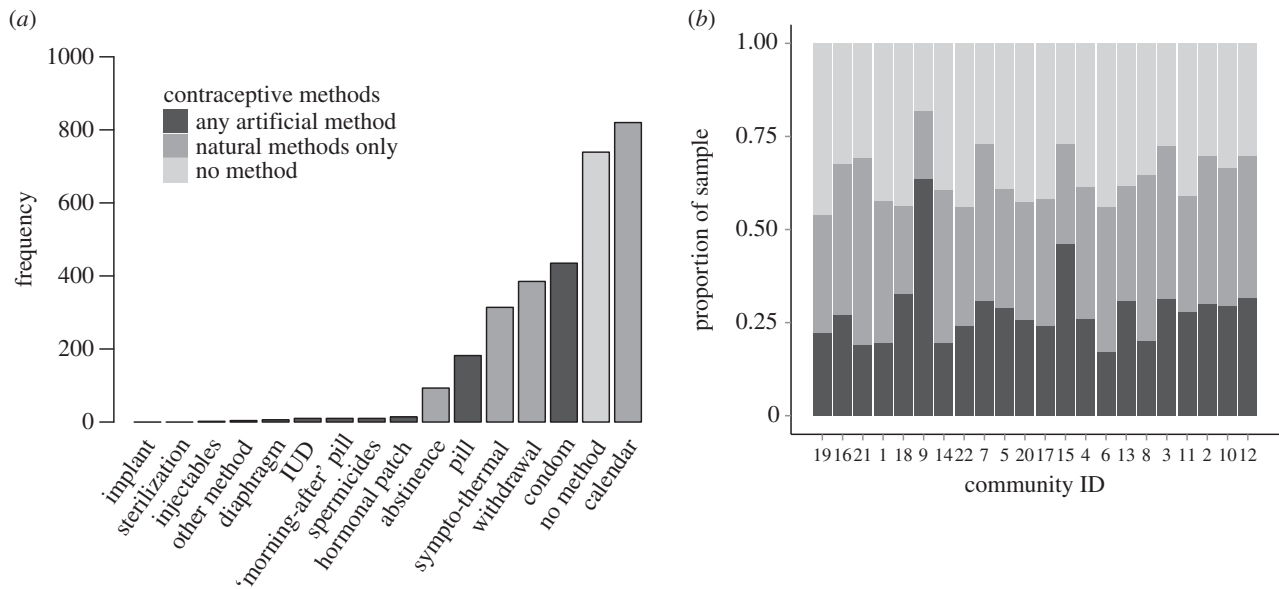 (a)
1000
800
600
400
200
0
frequency
contraceptive methods
any artificial method
natural methods only
no method
implant
sterilization
injectables
other method
diaphragm
IUD
‘morning-after’ pill
spermicides
hormonal patch
abstinence
pill
sympto-thermal
withdrawal
condom
no method
calendar
(b)
1.00
0.75
0.50
0.25
0
proportion of sample
19 16 21 1 18 9 14 22 7 5 20 17 15 4 6 13 8 3 11 2 10 12
community ID